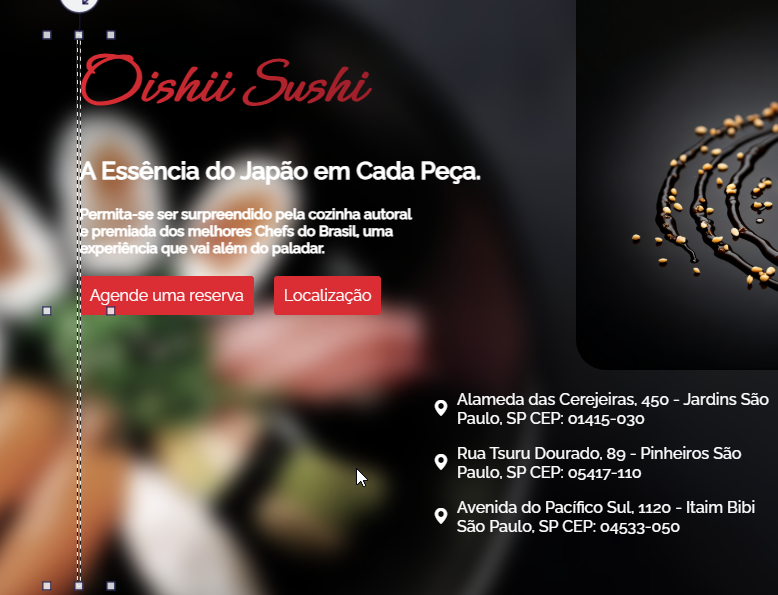 Oishii Sushi
A Essência do Japão em Cada Peça.
Permita-se ser surpreendido pela cozinha autoral
e premiada dos melhores Chefs do Brasil, uma
experiência que vai além do paladar.
Agende uma reserva
Localização
Alameda das Cerejeiras, 450 - Jardins São
Paulo, SP CEP: 01415-030
Rua Tsuru Dourado, 89 - Pinheiros São
Paulo, SP CEP: 05417-110
Avenida do Pacífico Sul, 1120 - Itaim Bibi
São Paulo, SP CEP: 04533-050